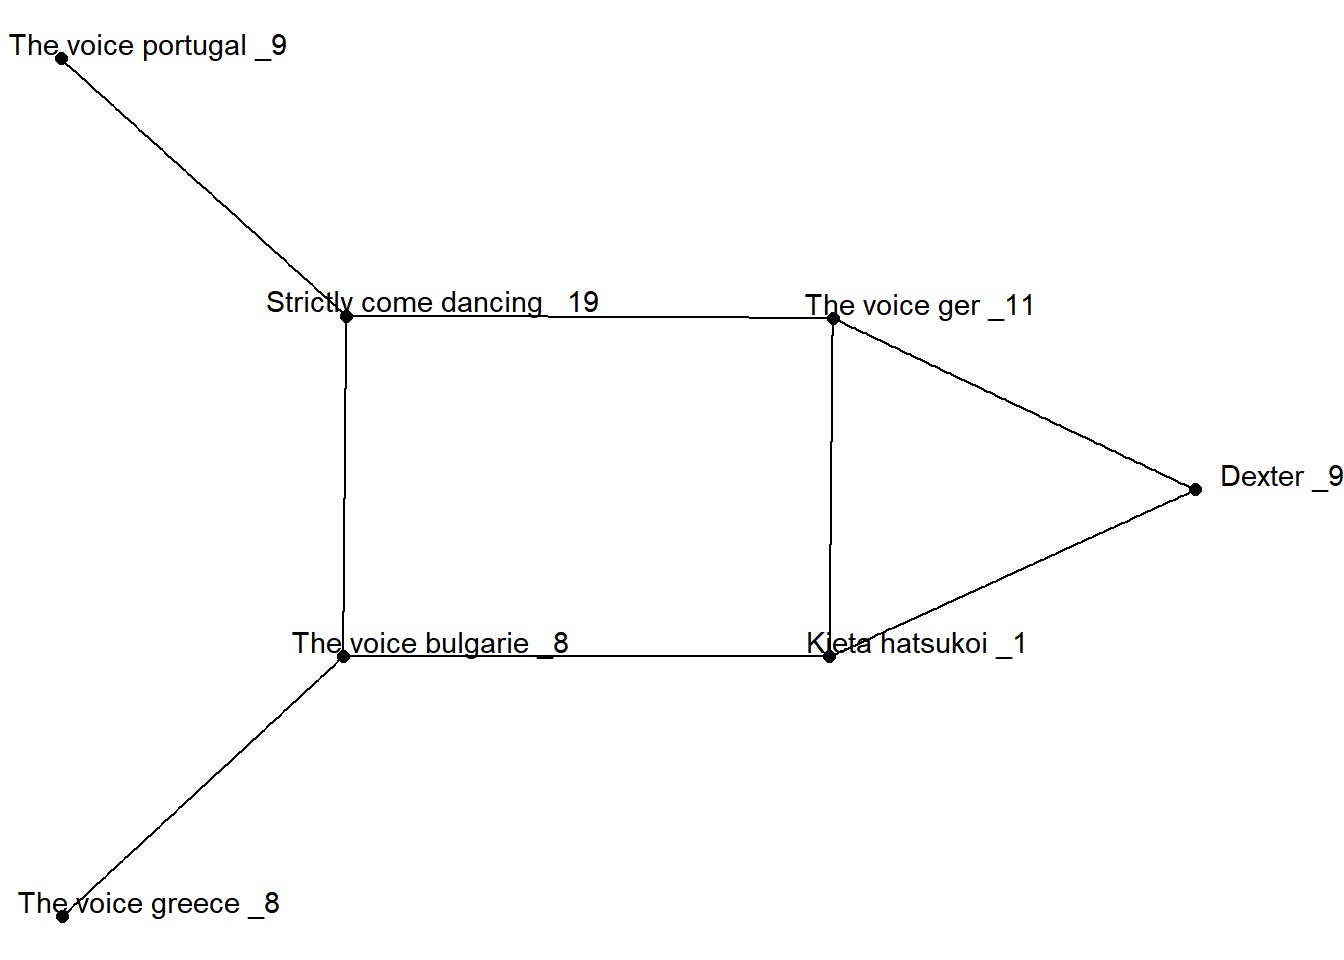 The voice portugal _9
Strictly come dancing _19
The voice ger _11
Dexter _9
The voice bulgarie _8
Kieta hatsukoi _1
The voice greece _8